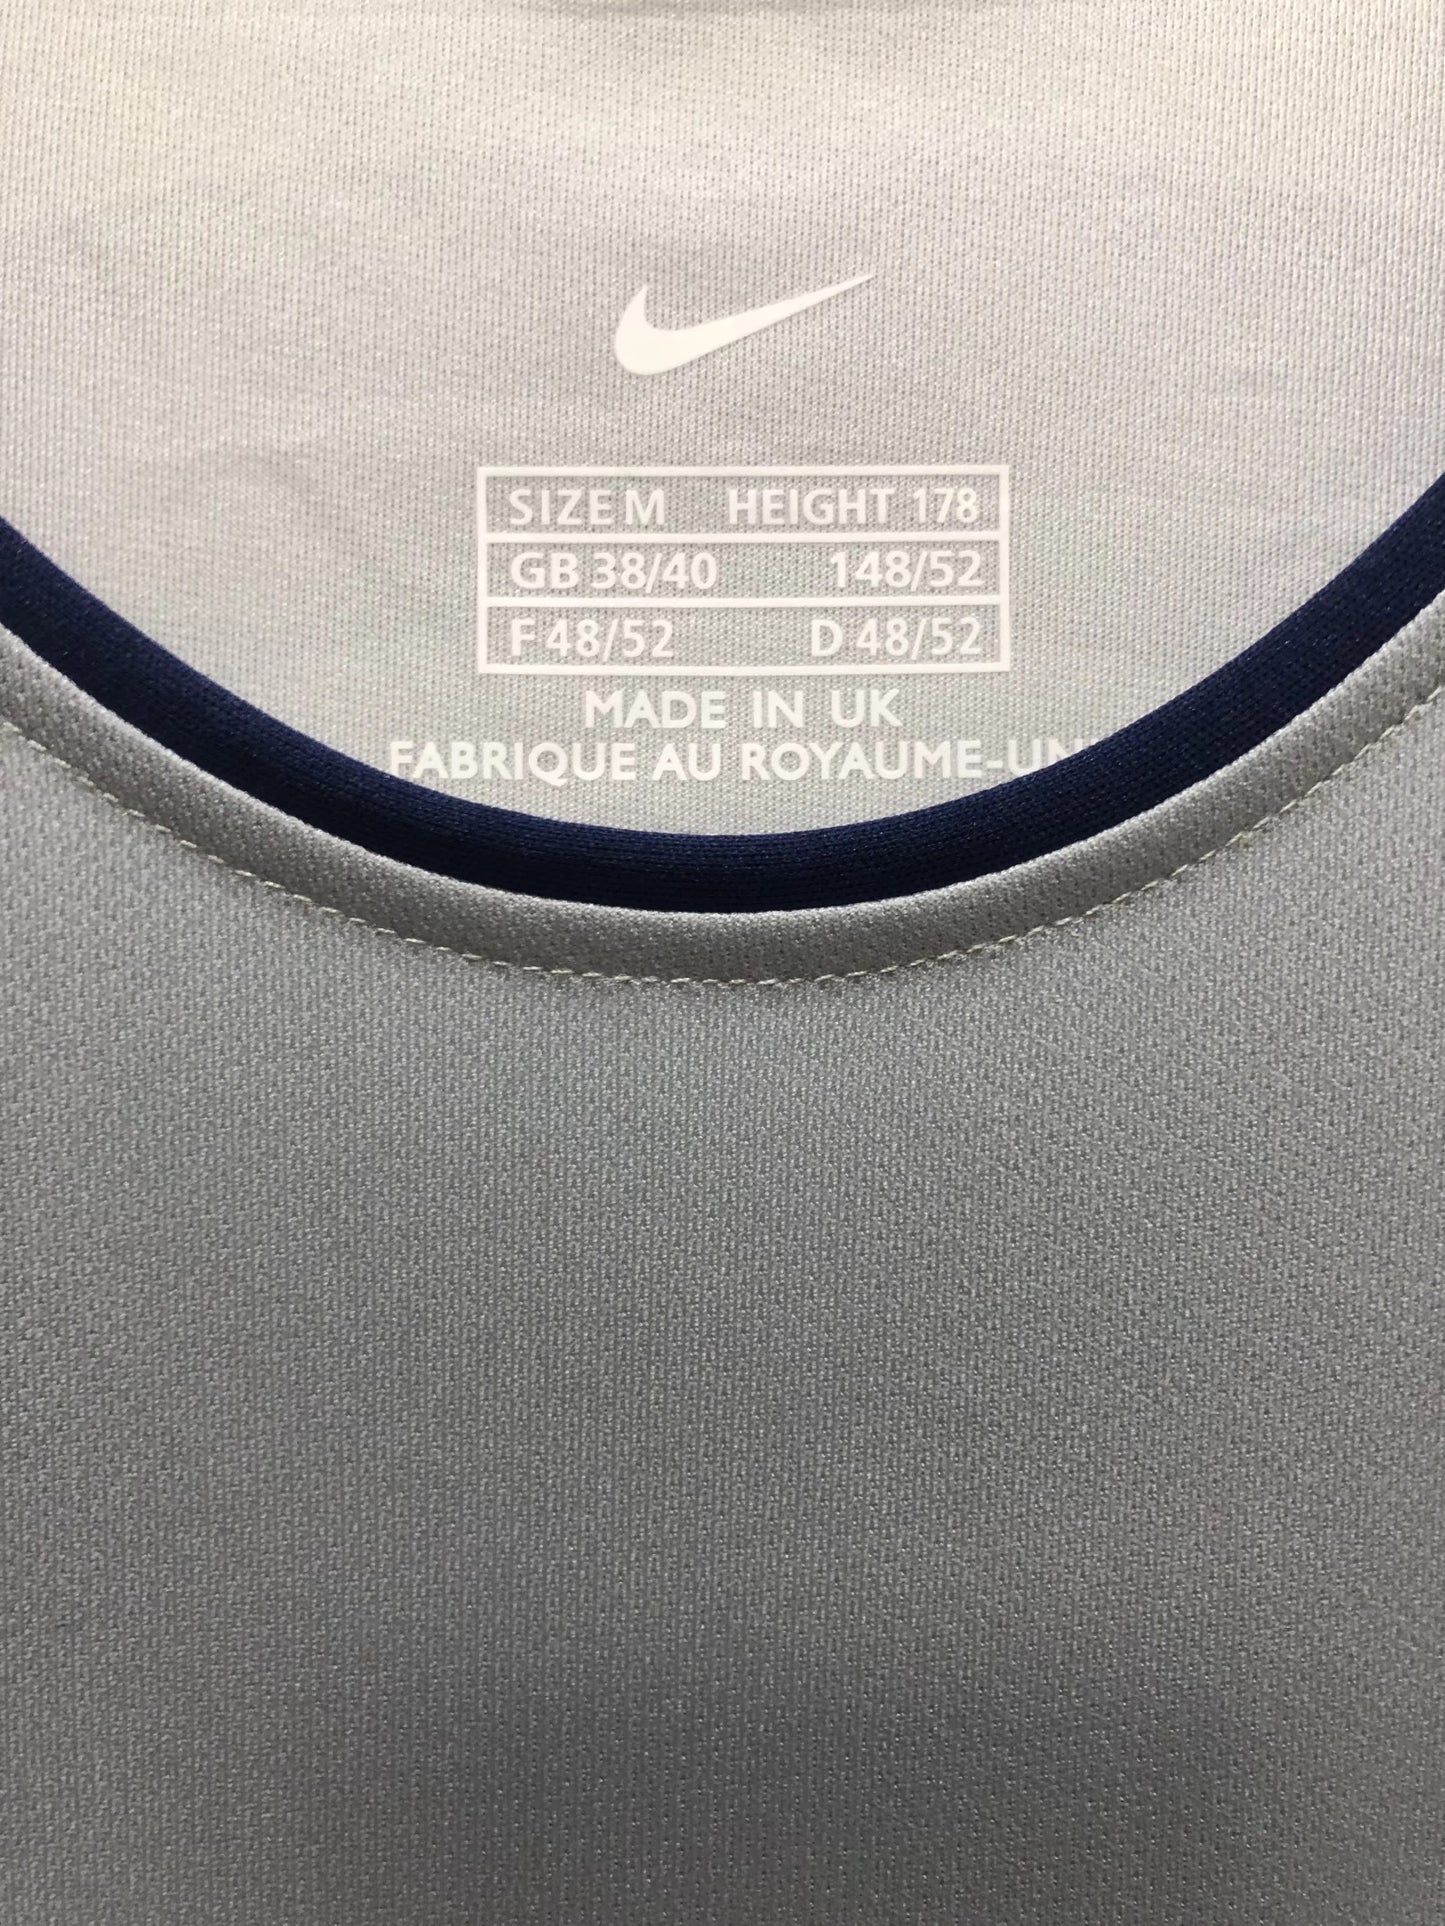 SIZE M HEIGHT 178
GB 38/40 148/52
F 48/52 D 48/52
MADE IN UK
FABRIQUE AU ROYAUME-UN